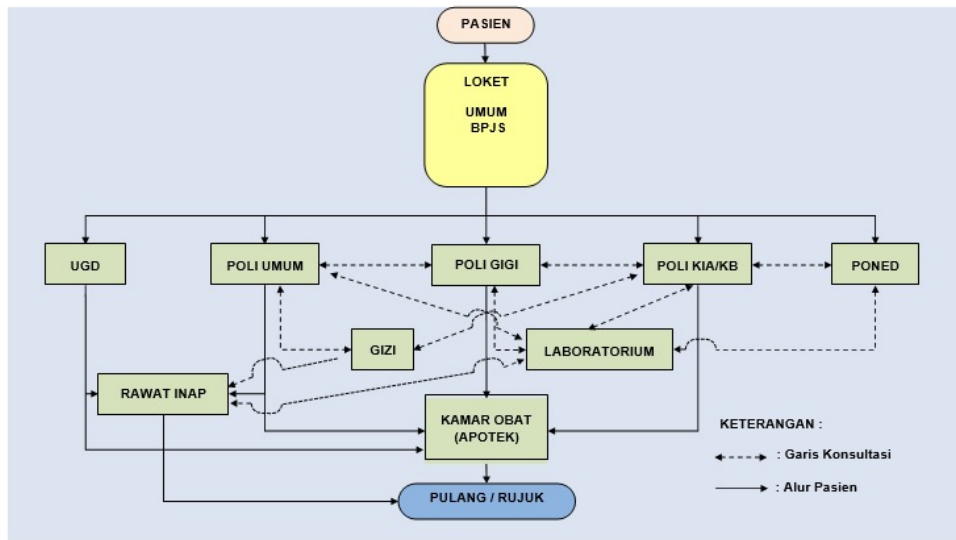 PASIEN
LOKET
UMUM
BPJS
UGD
POLI UMUM
POLI GIGI
POLI KIA/KB
PONED
GIZI
LABORATORIUM
RAWAT INAP
KAMAR OBAT
(APOTEK)
KETERANGAN :
: Garis Konsultasi
: Alur Pasien
PULANG / RUJUK